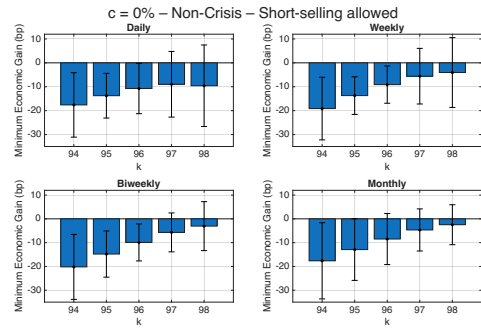 c = 0% – Non-Crisis – Short-selling allowed
Daily
Minimum Economic Gain (bp)
10
0
-10
-20
-30
94 95 96 97 98
k
Weekly
Minimum Economic Gain (bp)
10
0
-10
-20
-30
94 95 96 97 98
k
Biweekly
Minimum Economic Gain (bp)
10
0
-10
-20
-30
94 95 96 97 98
k
Monthly
Minimum Economic Gain (bp)
10
0
-10
-20
-30
94 95 96 97 98
k